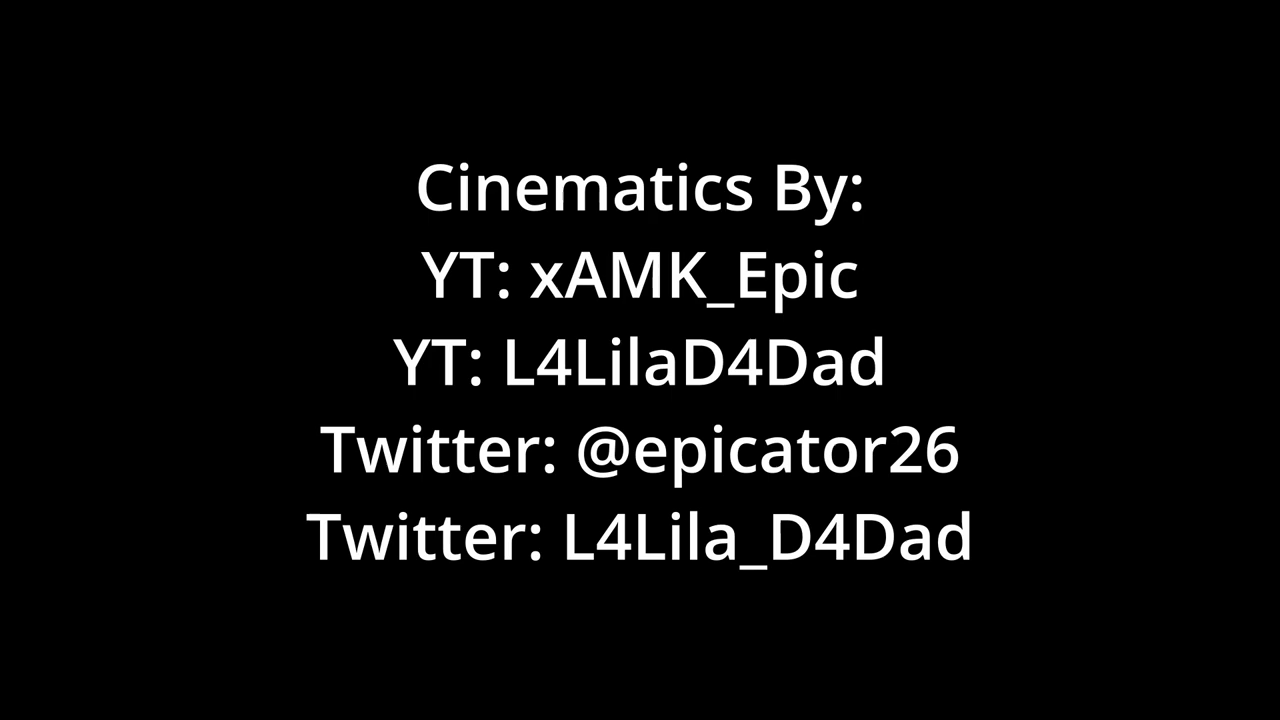 Cinematics By:
YT: xAMK_Epic
YT: L4LilaD4Dad
Twitter: @epicator26
Twitter: L4Lila_D4Dad